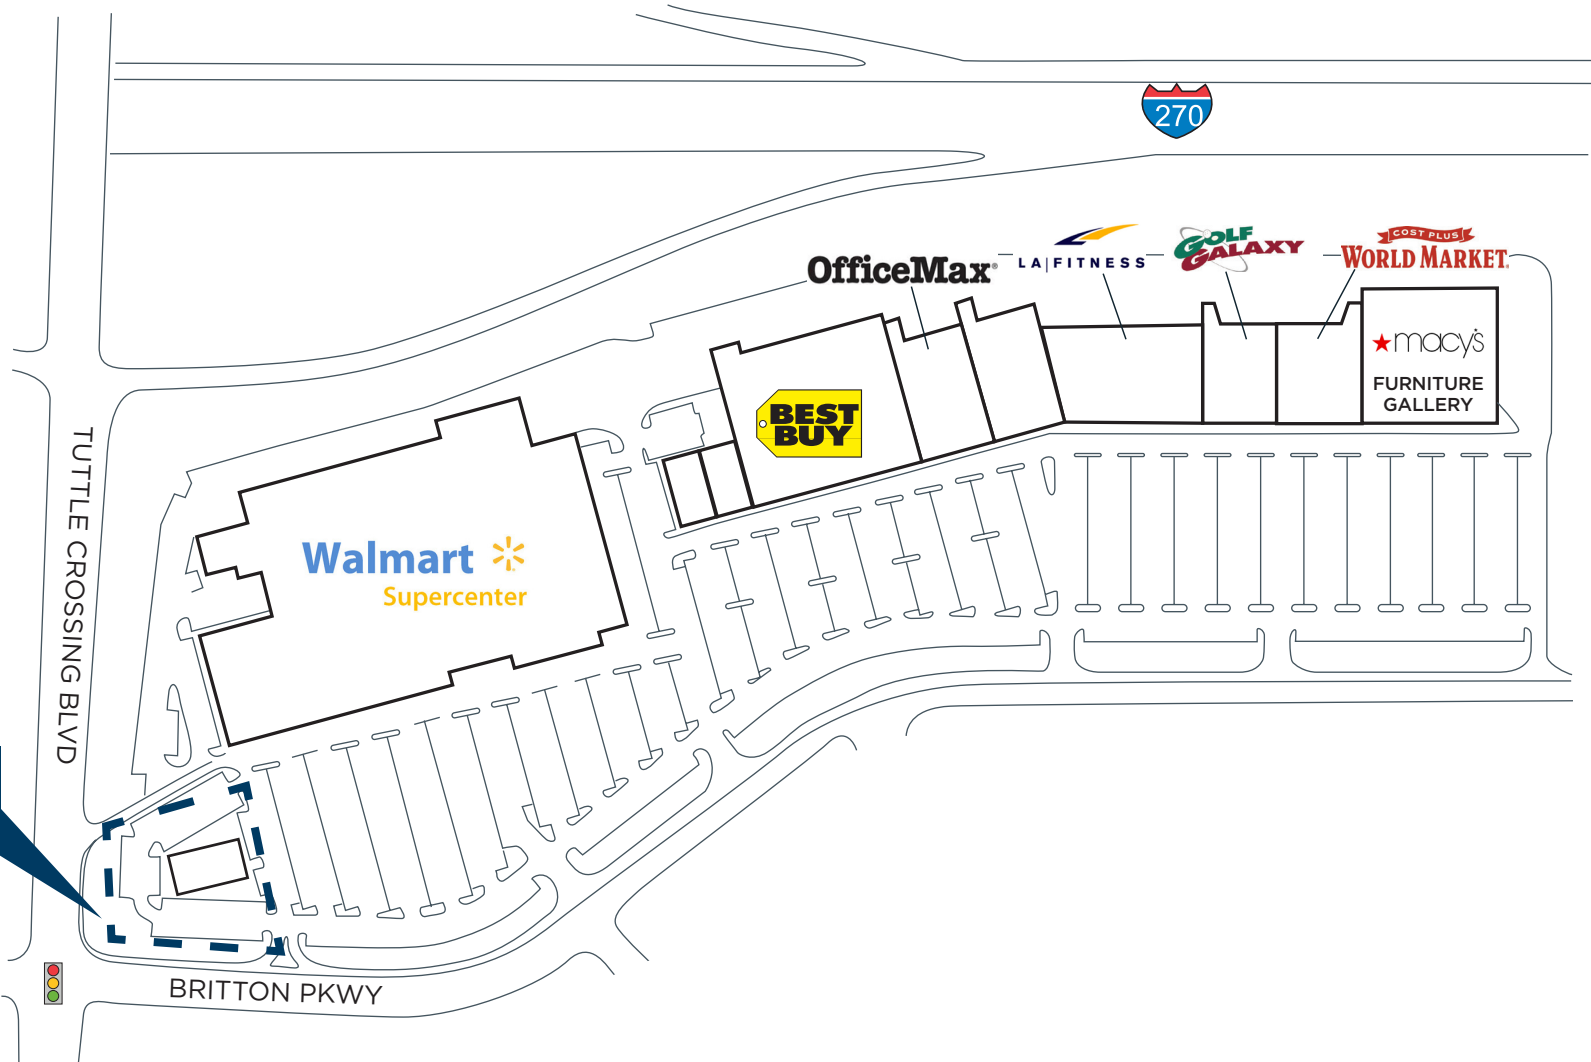 270
OfficeMax®
LA|FITNESS
GOLF
GALAXY
COST PLUS
WORLD MARKET.
macy's
FURNITURE
GALLERY
BEST
BUY
TUTTLE CROSSING BLVD
Walmart
Supercenter
BRITTON PKWY